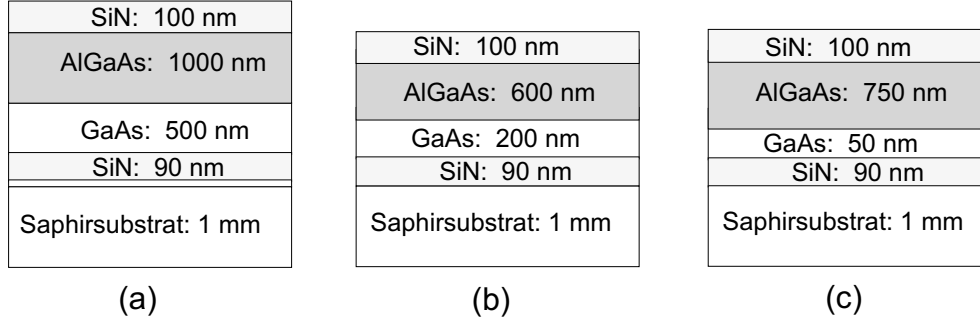 SiN: 100 nm
AlGaAs: 1000 nm
GaAs: 500 nm
SiN: 90 nm
Saphirsubstrat: 1 mm
(a)
SiN: 100 nm
AlGaAs: 600 nm
GaAs: 200 nm
SiN: 90 nm
Saphirsubstrat: 1 mm
(b)
SiN: 100 nm
AlGaAs: 750 nm
GaAs: 50 nm
SiN: 90 nm
Saphirsubstrat: 1 mm
(c)